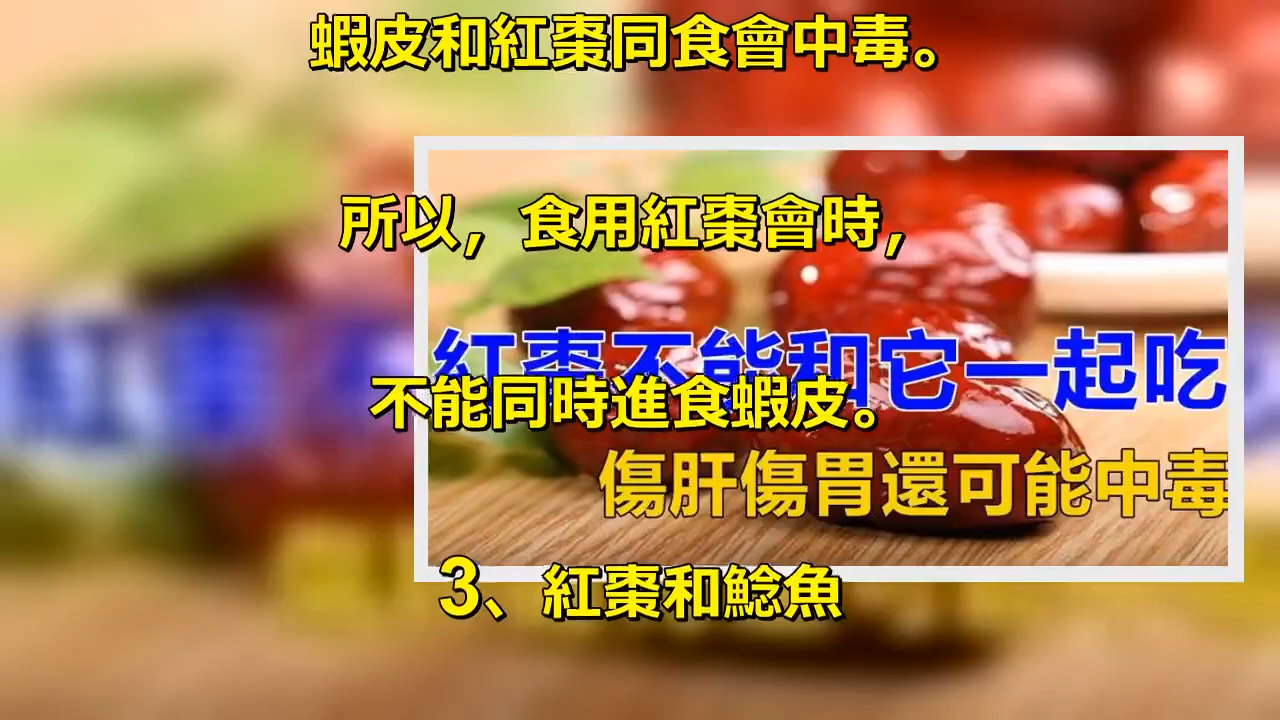 蝦皮和紅棗同食會中毒。
所以，食用紅棗會時，
紅棗不能和它一起吃
不能同時進食蝦皮。
傷肝傷胃還可能中毒
3、紅棗和鯰魚